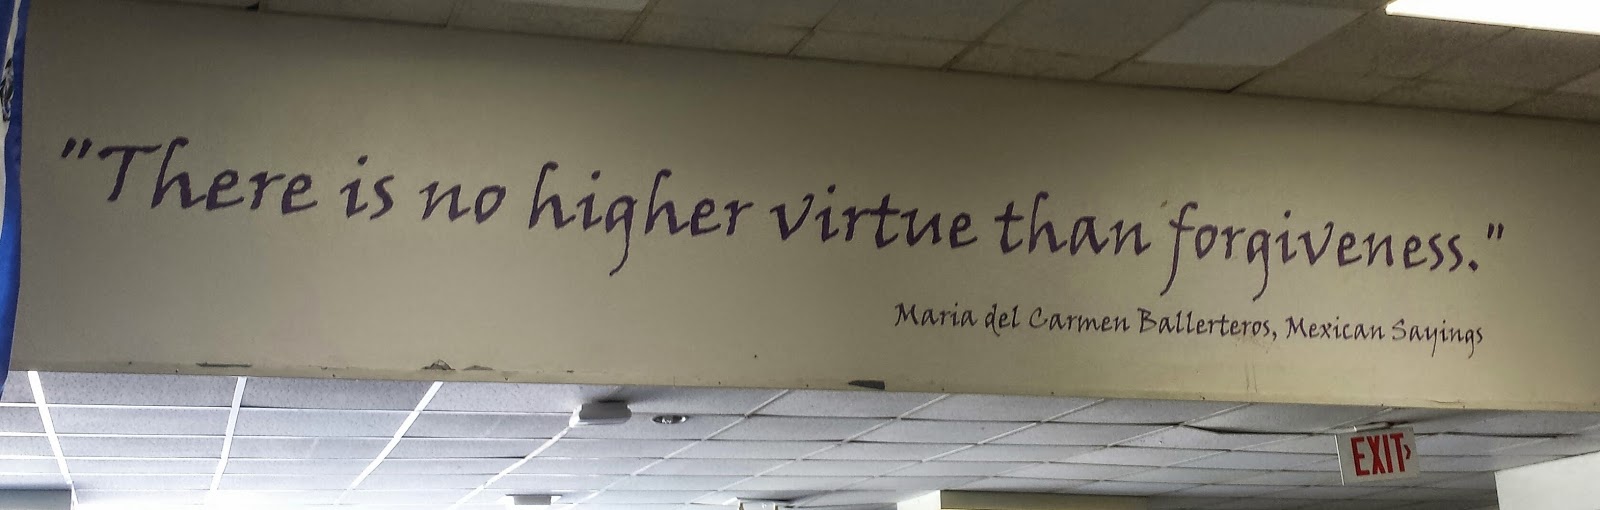 "There is no higher virtue than forgiveness."
Maria del Carmen Ballerteros, Mexican Sayings
EXIT